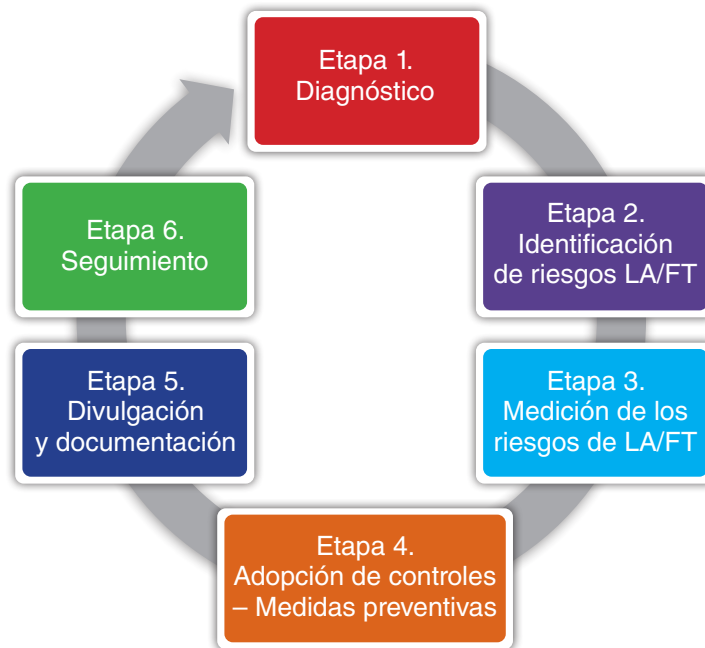 Etapa 1.
Diagnóstico
Etapa 2.
Identificación
de riesgos LA/FT
Etapa 3.
Medición de los
riesgos de LA/FT
Etapa 4.
Adopción de controles
– Medidas preventivas
Etapa 5.
Divulgación
y documentación
Etapa 6.
Seguimiento